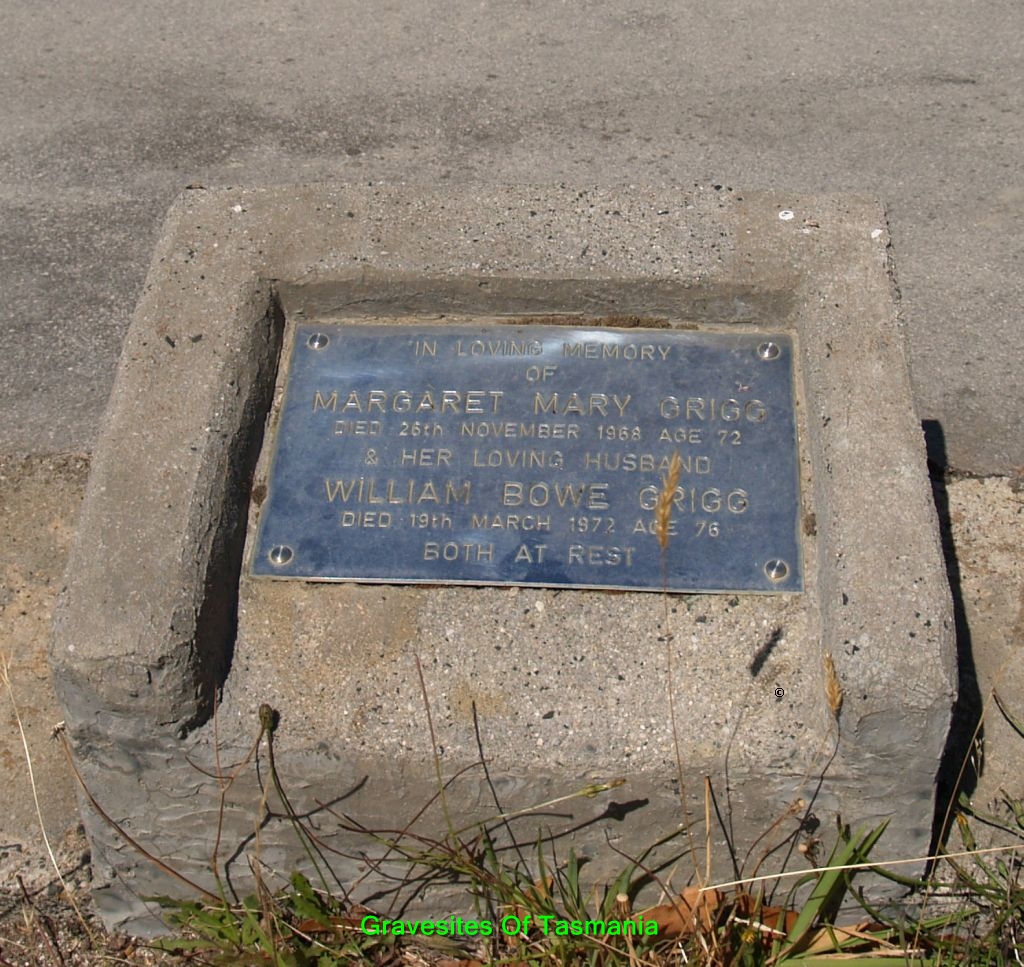 IN LOVING MEMORY
OF
MARGARET MARY GRIGG
DIED 26th NOVEMBER 1968 AGE 72
& HER LOVING HUSBAND
WILLIAM BOWE GRIGG
DIED 19th MARCH 1972 AGE 76
BOTH AT REST
©
Gravesites Of Tasmania